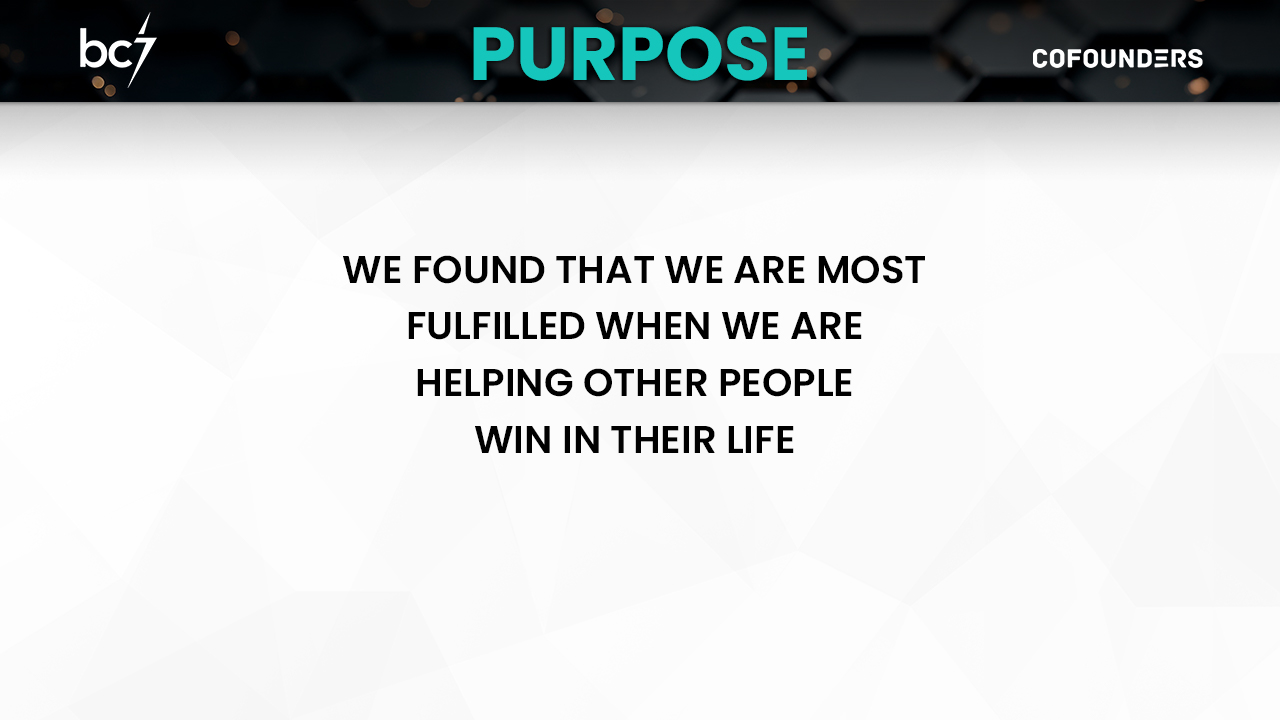 bc7
PURPOSE
COFOUNDERS
WE FOUND THAT WE ARE MOST
FULFILLED WHEN WE ARE
HELPING OTHER PEOPLE
WIN IN THEIR LIFE